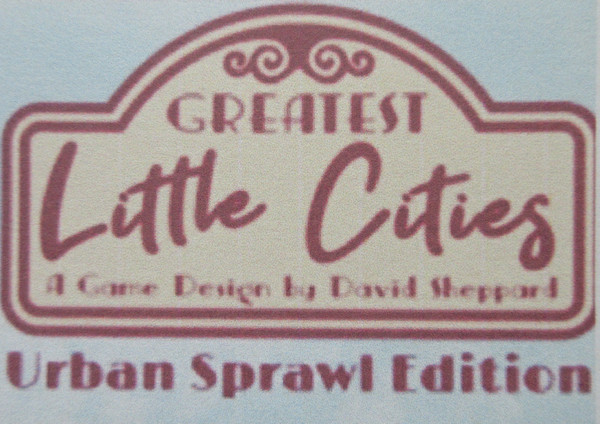 GREATEST
Little Cities
A Game Design by David Sheppard
Urban Sprawl Edition